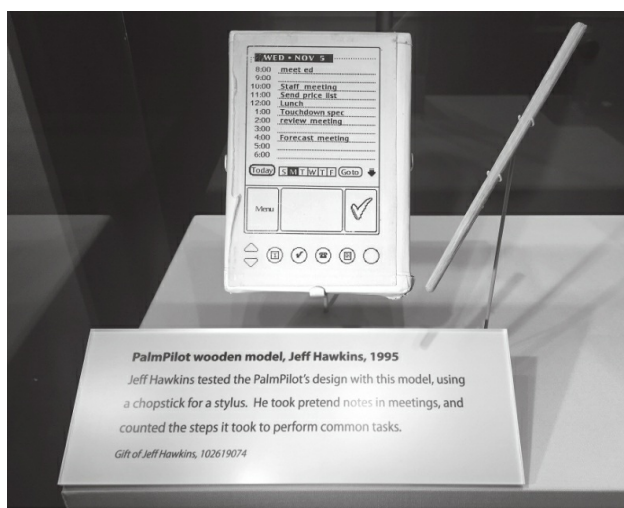 WED • NOV 5
8:00 meet ed
9:00
10:00 Staff meeting
11:00 Send price list
12:00 Lunch
1:00 Touchdown spec
2:00 review meeting
3:00
4:00 Forecast meeting
5:00
6:00
Today S M T W T F Go to
Menu
PalmPilot wooden model, Jeff Hawkins, 1995
Jeff Hawkins tested the PalmPilot's design with this model, using
a chopstick for a stylus. He took pretend notes in meetings, and
counted the steps it took to perform common tasks.
Gift of Jeff Hawkins, 102619074